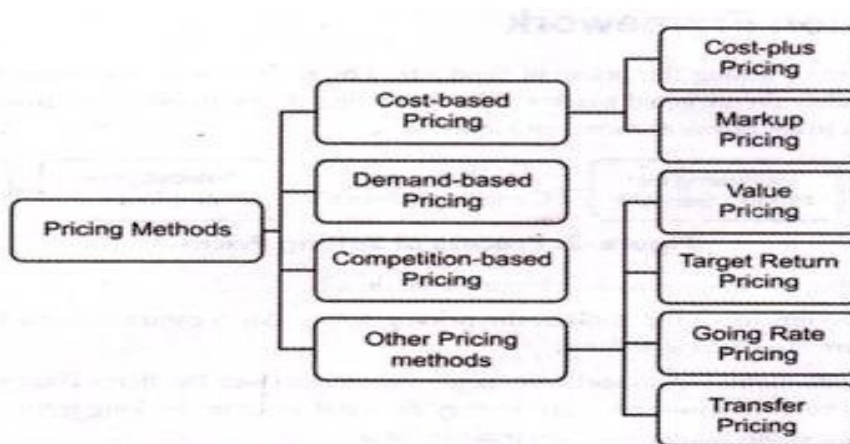 Pricing Methods
Cost-based
Pricing
Demand-based
Pricing
Competition-based
Pricing
Other Pricing
methods
Cost-plus
Pricing
Markup
Pricing
Value
Pricing
Target Return
Pricing
Going Rate
Pricing
Transfer
Pricing